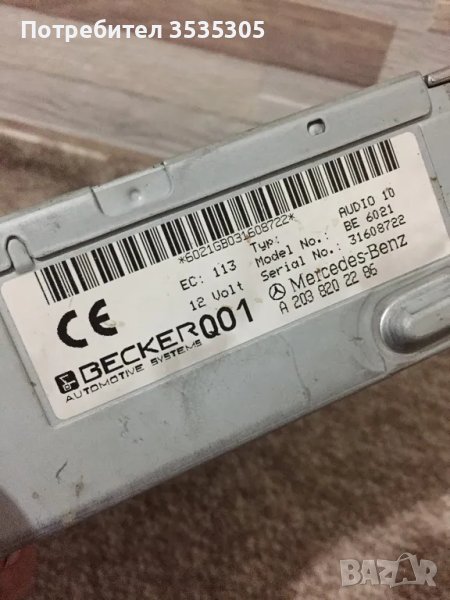 Потребител 3535305
*6021GB031608722*
EC: 113
12 Volt
Typ: AUDIO 10
Model No.: BE 6021
Serial No.: 31608722
Mercedes-Benz
A 203 820 22 86
CE
BECKER Q01
AUTOMOTIVE SYSTEMS
BAZAR